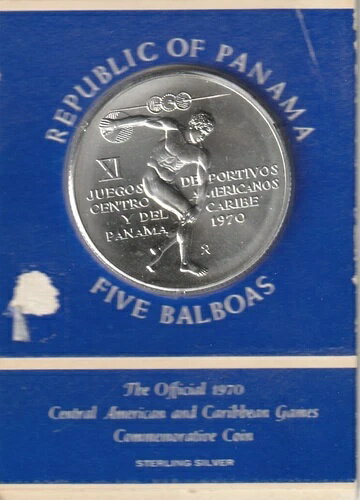 REPUBLIC OF PANAMA
XI
JUEGOS DEPORTIVOS
CENTRO AMERICANOS
Y DEL CARIBE
PANAMA 1970
FIVE BALBOAS
The Official 1970
Central American and Caribbean Games
Commemorative Coin
STERLING SILVER